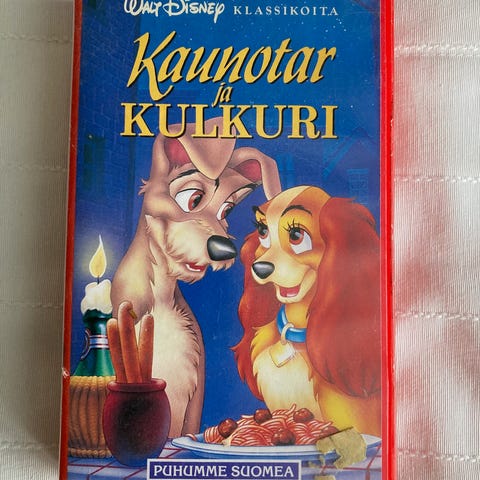 WALT DISNEY KLASSIKOITA
Kaunotar
ja
KULKURI
PUHUMME SUOMEA